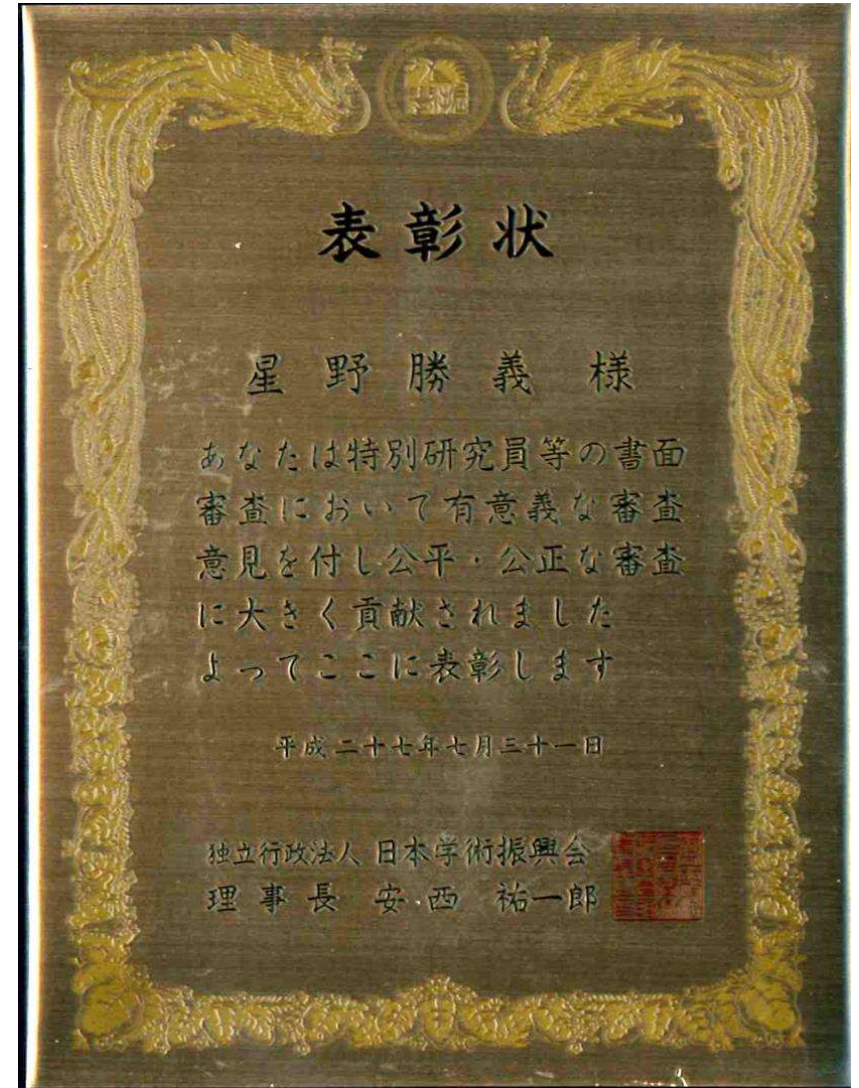 表彰状
星野勝義 様
あなたは特別研究員等の書面
審査において有意義な審査
意見を付し公平・公正な審査
に大きく貢献されました
よってここに表彰します
平成二十七年七月三十一日
独立行政法人 日本学術振興会
理事長 安西 祐一郎